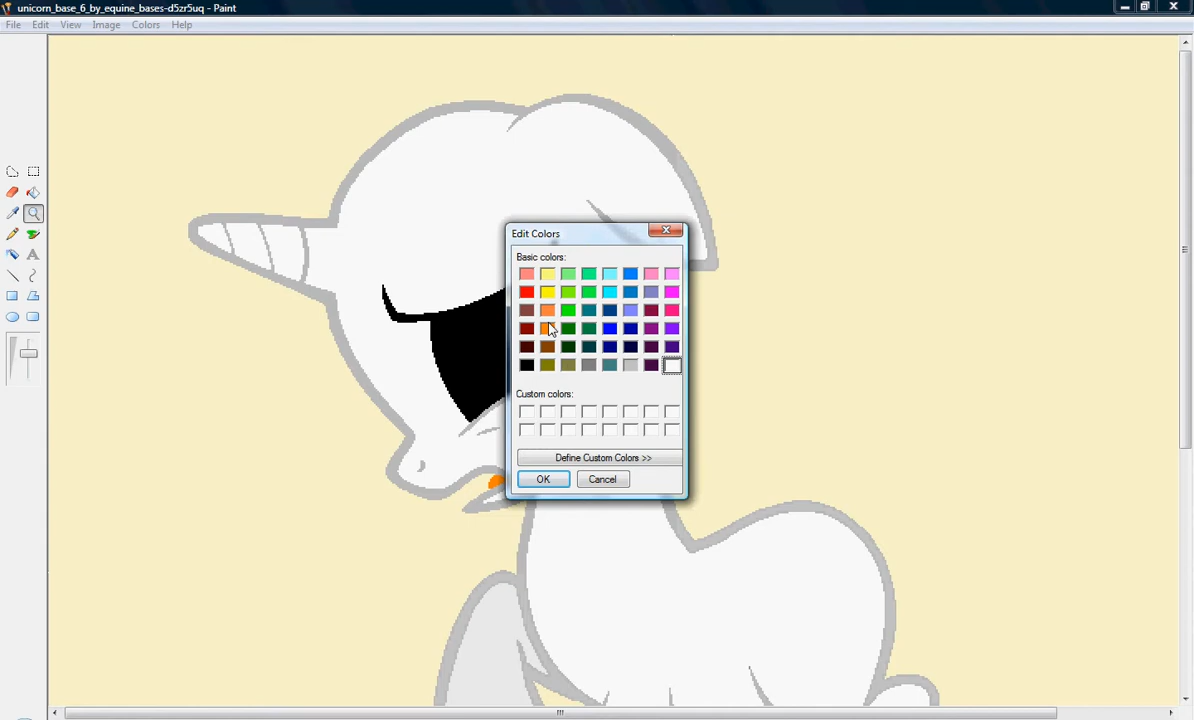 unicorn_base_6_by_equine_bases-d5zr5uq - Paint
File Edit View Image Colors Help
Edit Colors
Basic colors:
Custom colors:
Define Custom Colors >>
OK Cancel